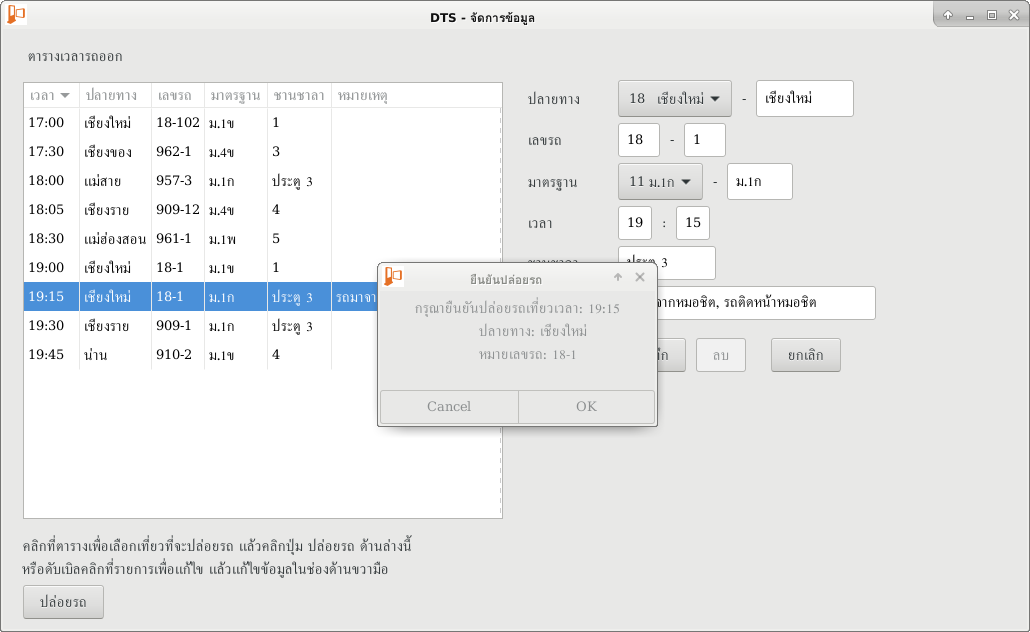 DTS - จัดการข้อมูล
ตารางเวลารถออก
เวลา ปลายทาง เลขรถ มาตรฐาน ชานชาลา หมายเหตุ
17:00 เชียงใหม่ 18-102 ม.1ข 1
17:30 เชียงของ 962-1 ม.4ข 3
18:00 แม่สาย 957-3 ม.1ก ประตู 3
18:05 เชียงราย 909-12 ม.4ข 4
18:30 แม่ฮ่องสอน 961-1 ม.1พ 5
19:00 เชียงใหม่ 18-1 ม.1ข 1
19:15 เชียงใหม่ 18-1 ม.1ก ประตู 3 รถมาจา
19:30 เชียงราย 909-1 ม.1ก ประตู 3
19:45 น่าน 910-2 ม.1ข 4
ปลายทาง 18 เชียงใหม่ - เชียงใหม่
เลขรถ 18 - 1
มาตรฐาน 11 ม.1ก - ม.1ก
เวลา 19 : 15
ประตู 3
จากหมอชิต, รถติดหน้าหมอชิต
ลบ ยกเลิก
ยืนยันปล่อยรถ
กรุณายืนยันปล่อยรถเที่ยวเวลา: 19:15
ปลายทาง: เชียงใหม่
หมายเลขรถ: 18-1
Cancel OK
คลิกที่ตารางเพื่อเลือกเที่ยวที่จะปล่อยรถ แล้วคลิกปุ่ม ปล่อยรถ ด้านล่างนี้
หรือดับเบิลคลิกที่รายการเพื่อแก้ไข แล้วแก้ไขข้อมูลในช่องด้านขวามือ
ปล่อยรถ